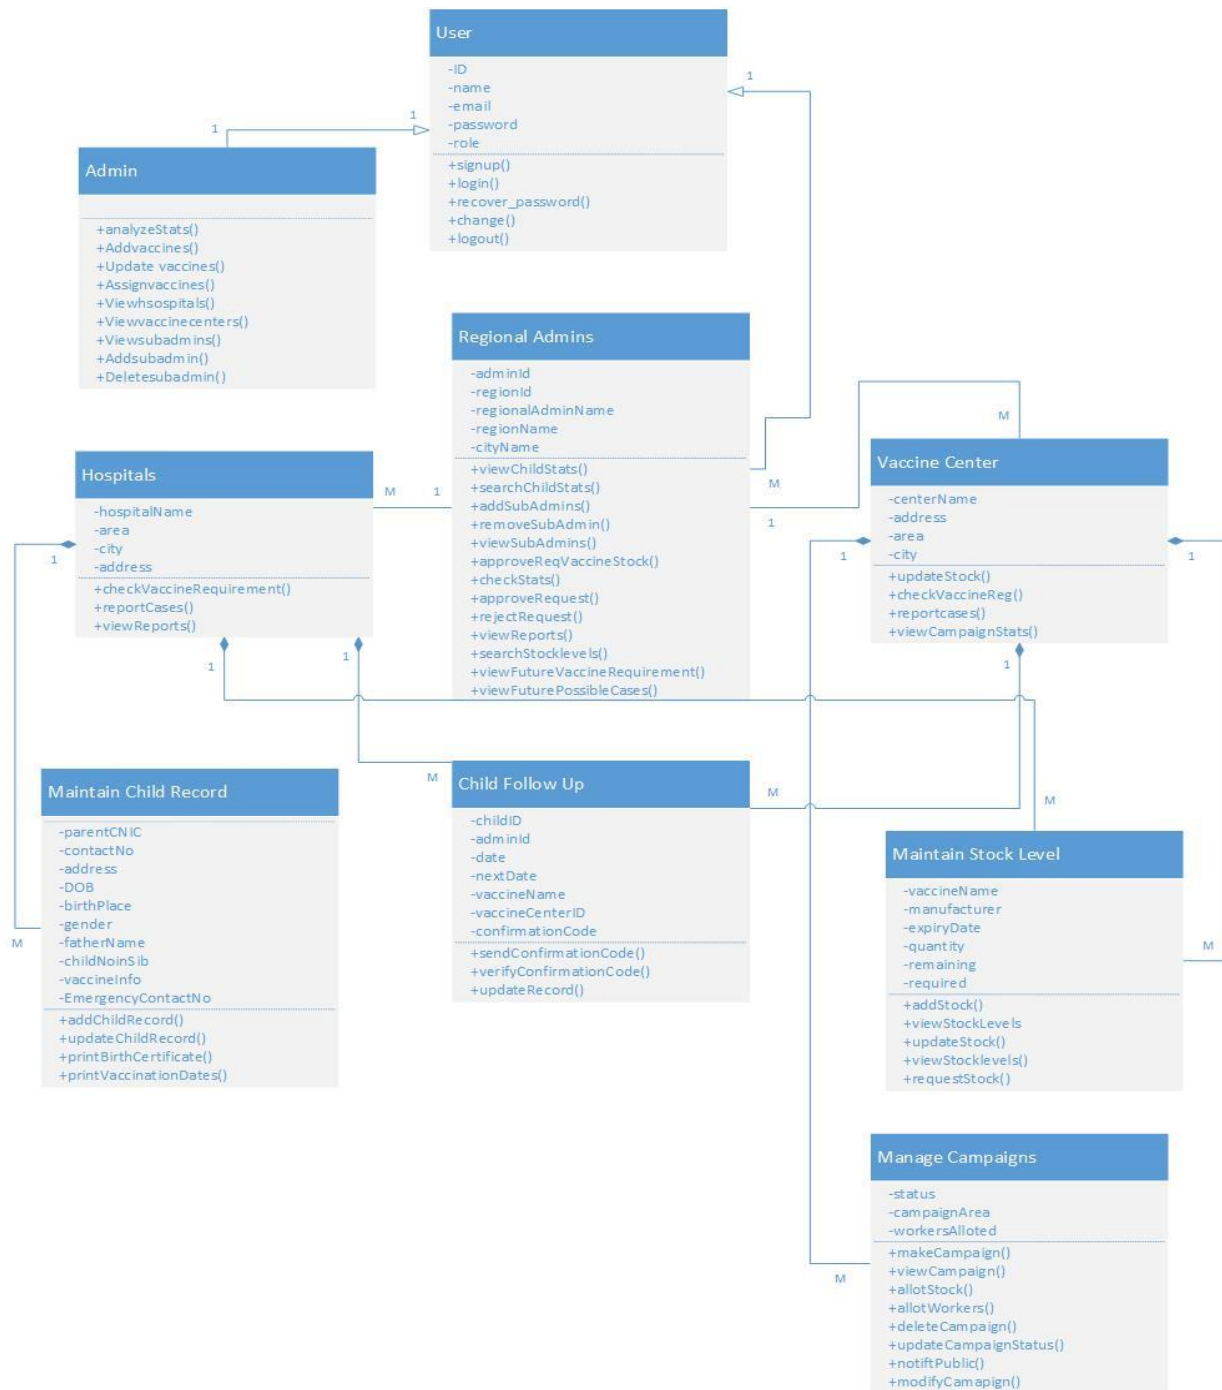 User
-ID
-name
-email
-password
-role
+signup()
+login()
+recover_password()
+change()
+logout()
1
1
1
Admin
+analyzeStats()
+Addvaccines()
+Update vaccines()
+Assignvaccines()
+Viewhsospitals()
+Viewvaccinecenters()
+Viewsubadmins()
+Addsubadmin()
+Deletesubadmin()
Regional Admins
-adminId
-regionId
-regionalAdminName
-regionName
-cityName
+viewChildStats()
+searchChildStats()
+addSubAdmins()
+removeSubAdmin()
+viewSubAdmins()
+approveReqVaccineStock()
+checkStats()
+approveRequest()
+rejectRequest()
+viewReports()
+searchStocklevels()
+viewFutureVaccineRequirement()
+viewFuturePossibleCases()
M
1
M
1
M
Hospitals
-hospitalName
-area
-city
-address
+checkVaccineRequirement()
+reportCases()
+viewReports()
1
1
1
Vaccine Center
-centerName
-address
-area
-city
+updateStock()
+checkVaccineReg()
+reportcases()
+viewCampaignStats()
1
1
1
Maintain Child Record
-parentCNIC
-contactNo
-address
-DOB
-birthPlace
-gender
-fatherName
-childNoinSib
-vaccineInfo
-EmergencyContactNo
+addChildRecord()
+updateChildRecord()
+printBirthCertificate()
+printVaccinationDates()
M
M
Child Follow Up
-childID
-adminId
-date
-nextDate
-vaccineName
-vaccineCenterID
-confirmationCode
+sendConfirmationCode()
+verifyConfirmationCode()
+updateRecord()
M
M
Maintain Stock Level
-vaccineName
-manufacturer
-expiryDate
-quantity
-remaining
-required
+addStock()
+viewStockLevels
+updateStock()
+viewStocklevels()
+requestStock()
M
M
Manage Campaigns
-status
-campaignArea
-workersAlloted
+makeCampaign()
+viewCampaign()
+allotStock()
+allotWorkers()
+deleteCampaign()
+updateCampaignStatus()
+notiftPublic()
+modifyCamapign()